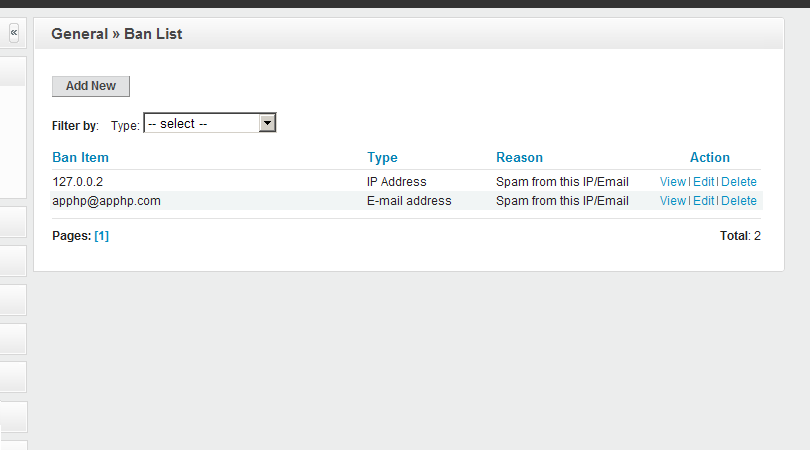 «
General » Ban List
Add New
Filter by: Type: -- select --
Ban Item Type Reason Action
127.0.0.2 IP Address Spam from this IP/Email View | Edit | Delete
apphp@apphp.com E-mail address Spam from this IP/Email View | Edit | Delete
Pages: [1] Total: 2